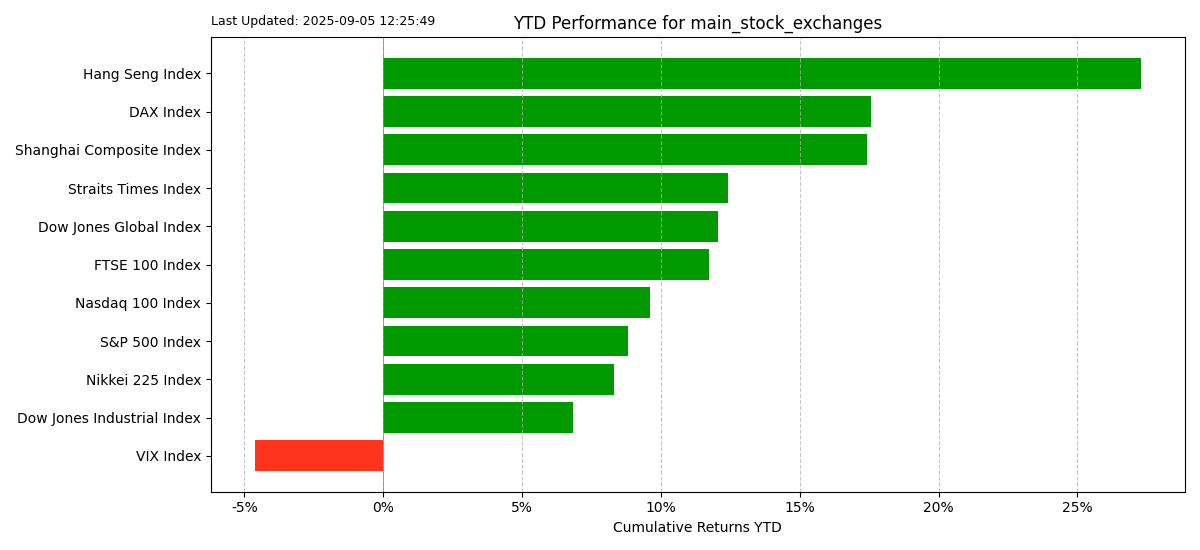 Last Updated: 2025-09-05 12:25:49
YTD Performance for main_stock_exchanges
Hang Seng Index
DAX Index
Shanghai Composite Index
Straits Times Index
Dow Jones Global Index
FTSE 100 Index
Nasdaq 100 Index
S&P 500 Index
Nikkei 225 Index
Dow Jones Industrial Index
VIX Index
-5% 0% 5% 10% 15% 20% 25%
Cumulative Returns YTD